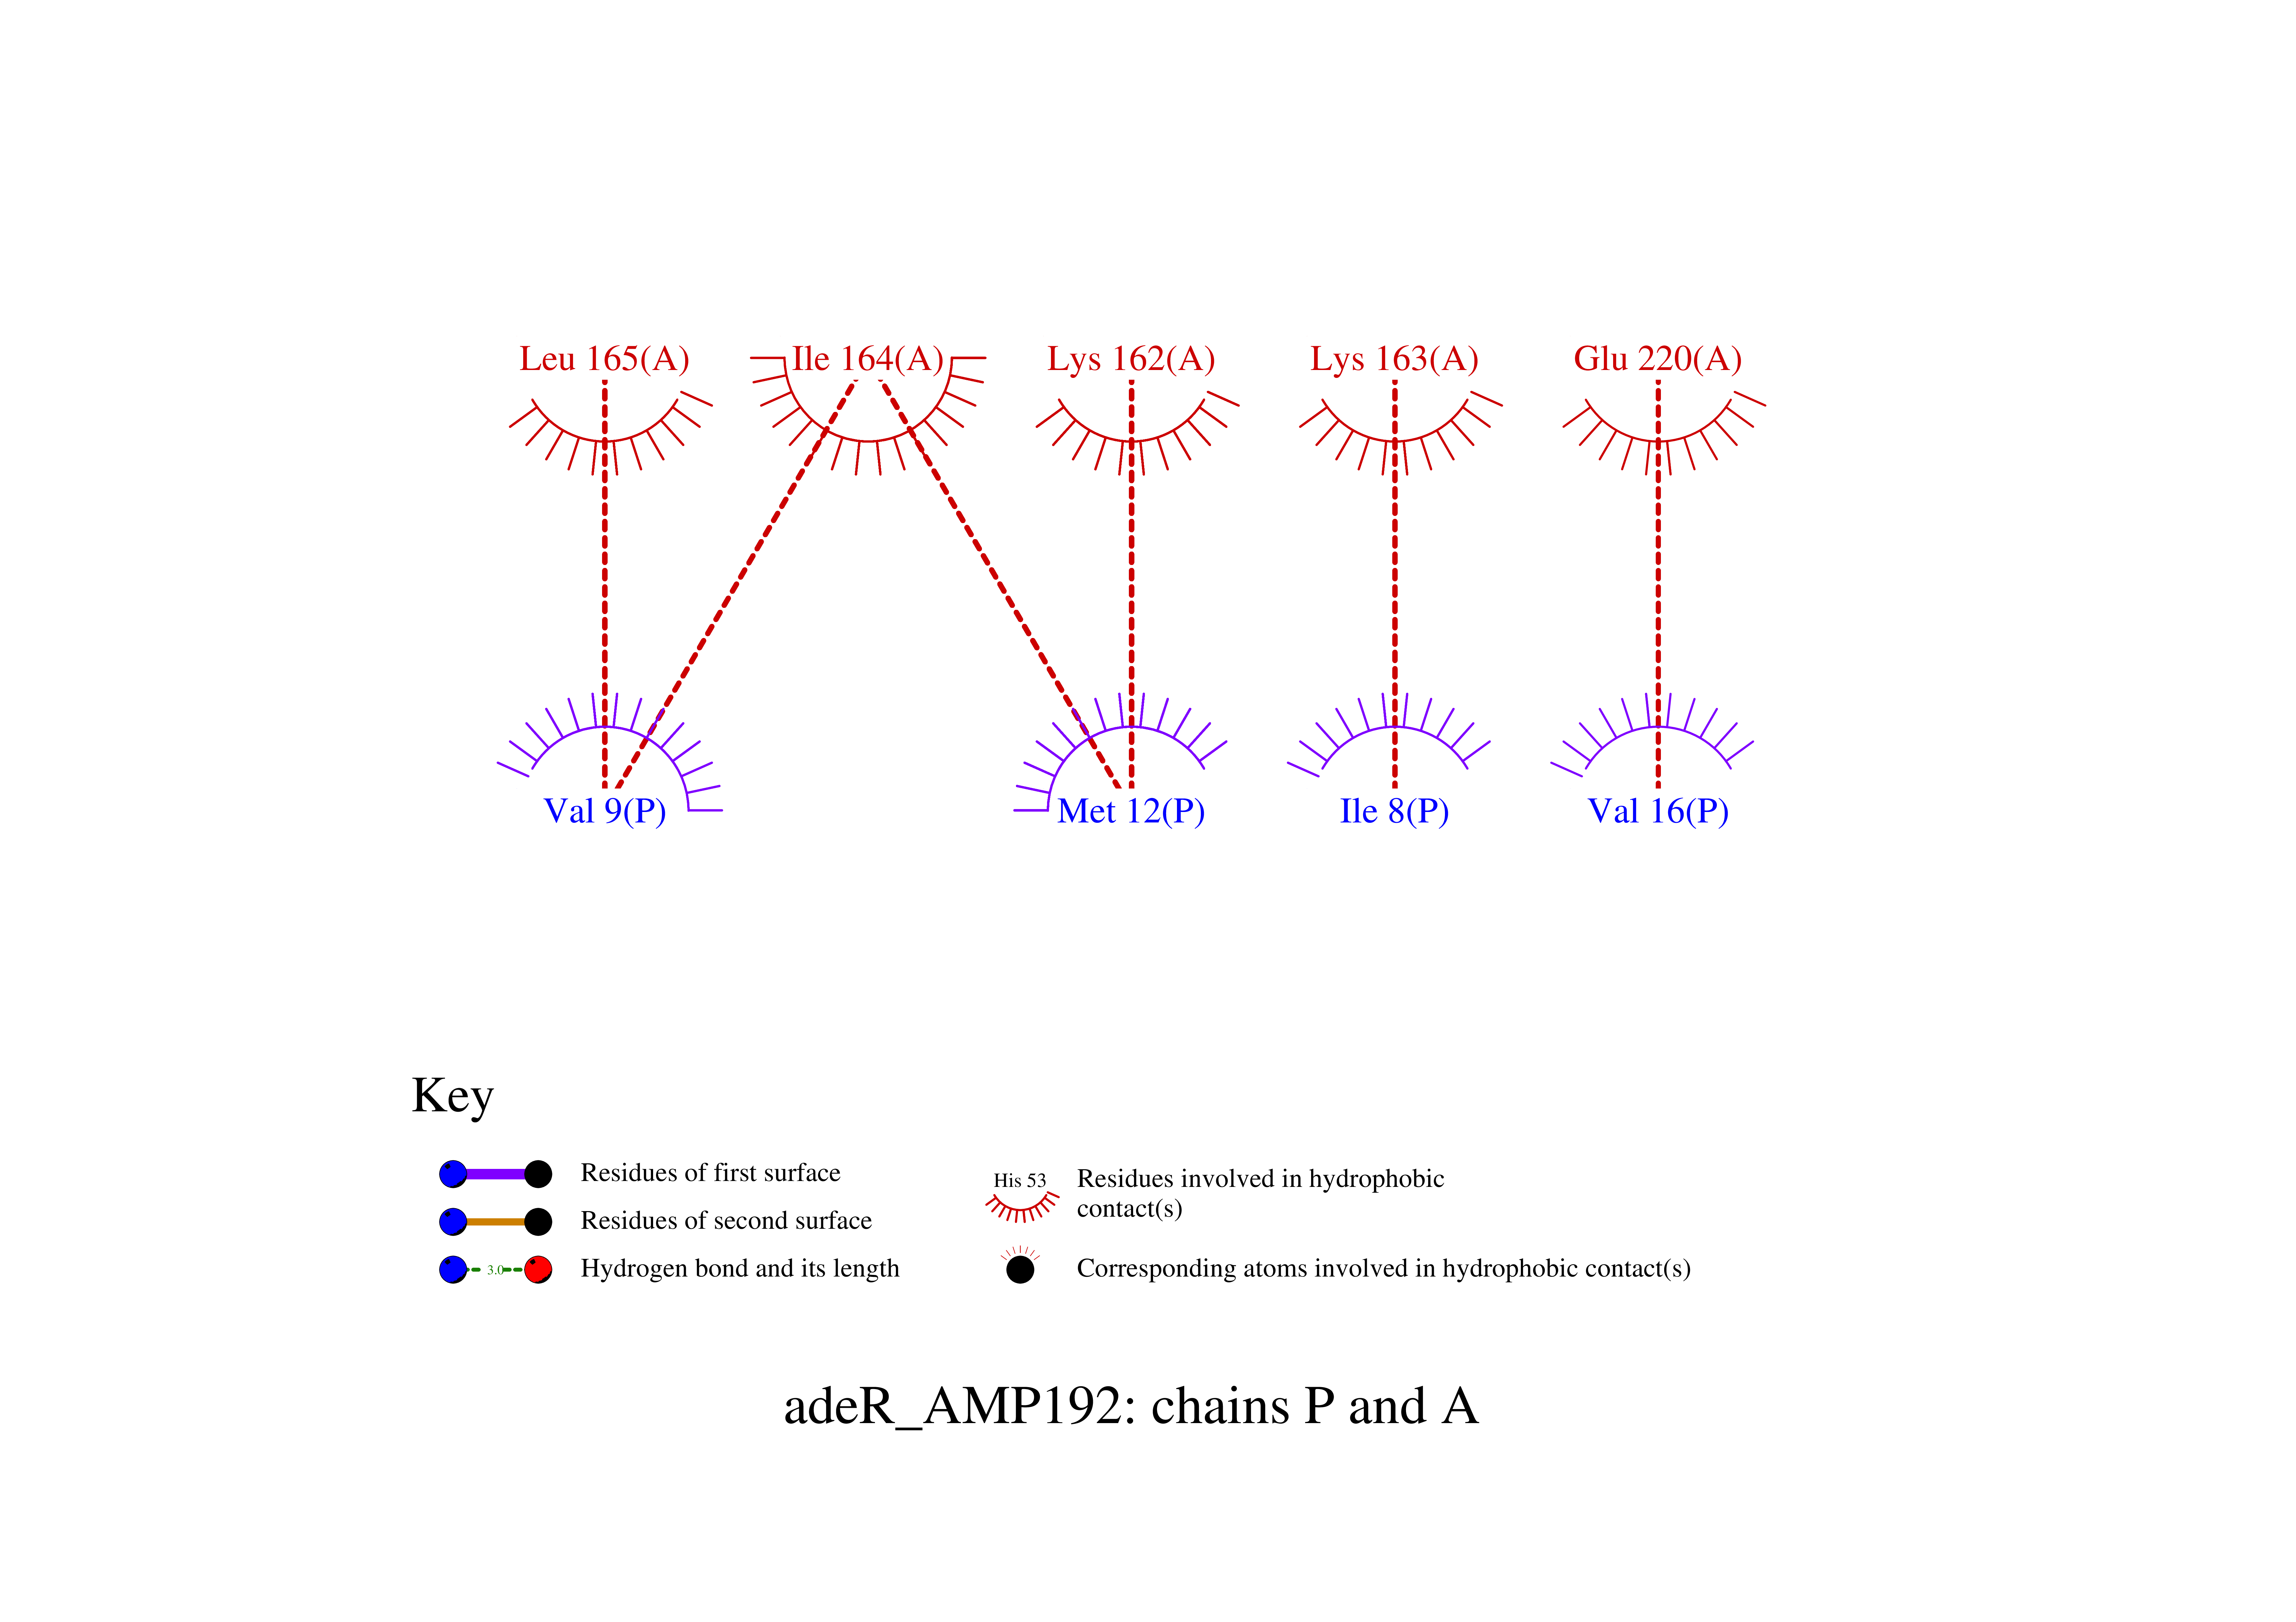 Leu 165(A) Ile 164(A) Lys 162(A) Lys 163(A) Glu 220(A)
Val 9(P) Met 12(P) Ile 8(P) Val 16(P)
Key
Residues of first surface
Residues of second surface
3.0 Hydrogen bond and its length
His 53 Residues involved in hydrophobic
contact(s)
Corresponding atoms involved in hydrophobic contact(s)
adeR_AMP192: chains P and A